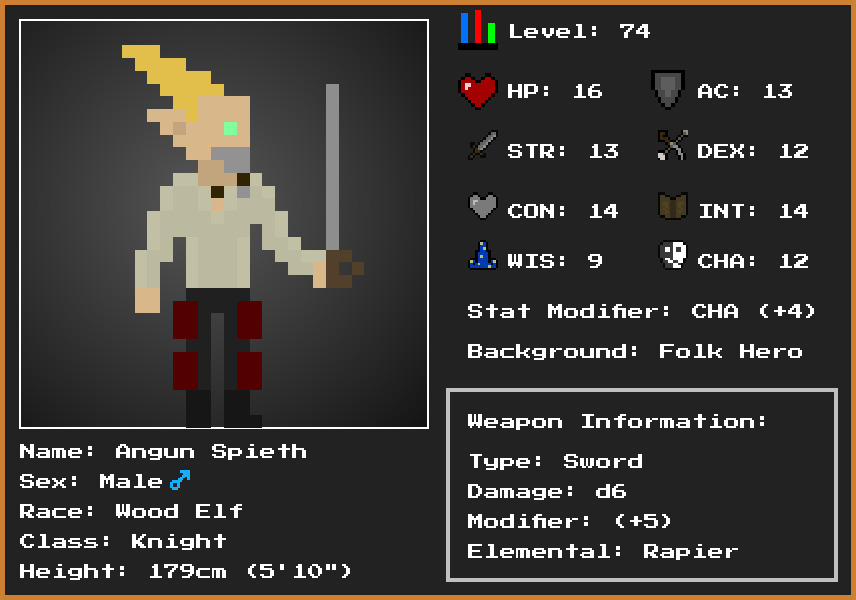 Level: 74
HP: 16 AC: 13
STR: 13 DEX: 12
CON: 14 INT: 14
WIS: 9 CHA: 12
Stat Modifier: CHA (+4)
Background: Folk Hero
Weapon Information:
Type: Sword
Damage: d6
Modifier: (+5)
Elemental: Rapier
Name: Angun Spieth
Sex: Male ♂
Race: Wood Elf
Class: Knight
Height: 179cm (5'10")